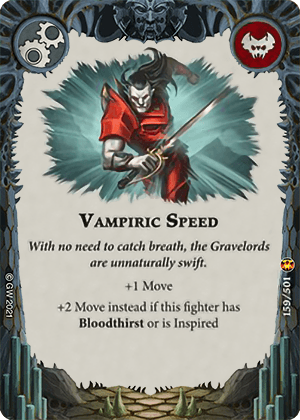 VAMPIRIC SPEED
With no need to catch breath, the Gravelords
are unnaturally swift.
+1 Move
+2 Move instead if this fighter has
Bloodthirst or is Inspired
© GW 2021
159/501